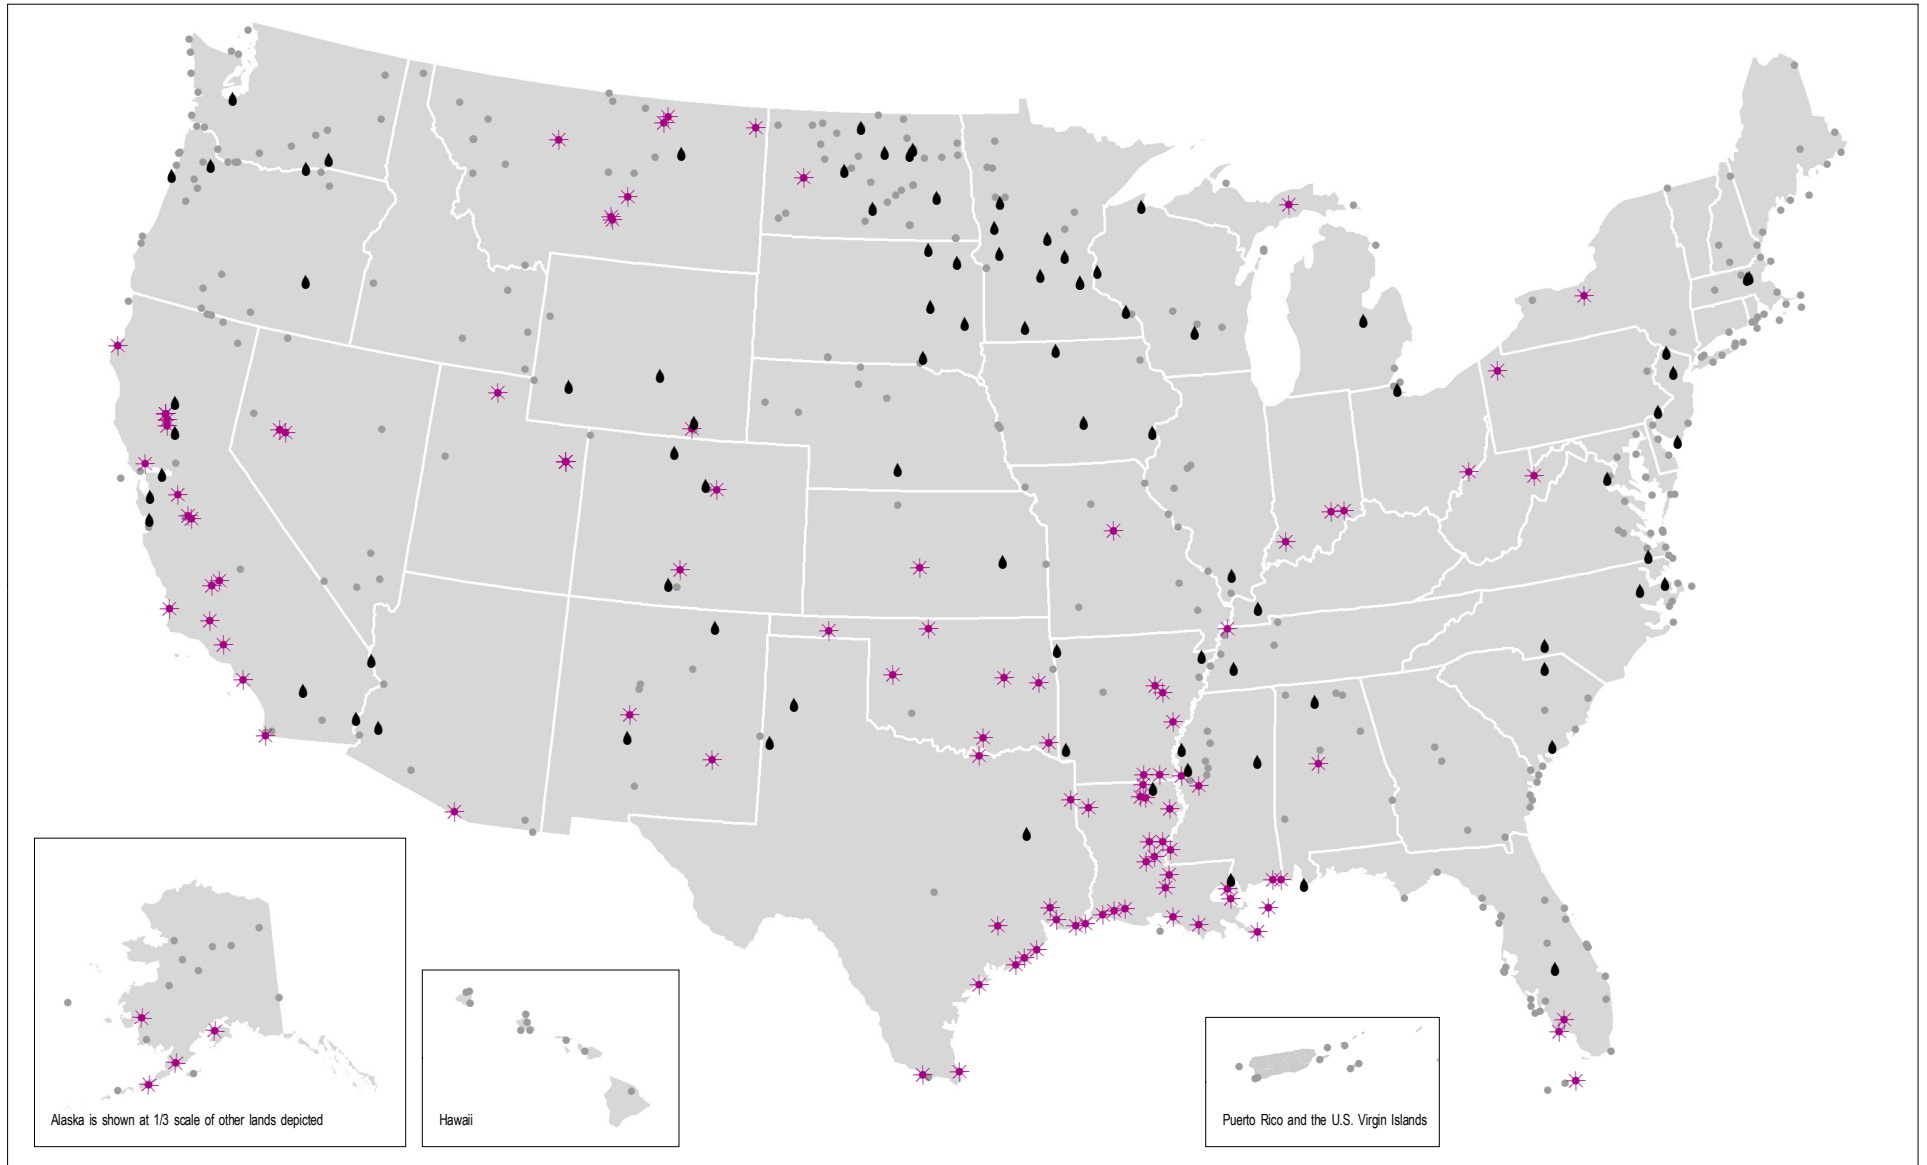 Alaska is shown at 1/3 scale of other lands depicted
Hawaii
Puerto Rico and the U.S. Virgin Islands